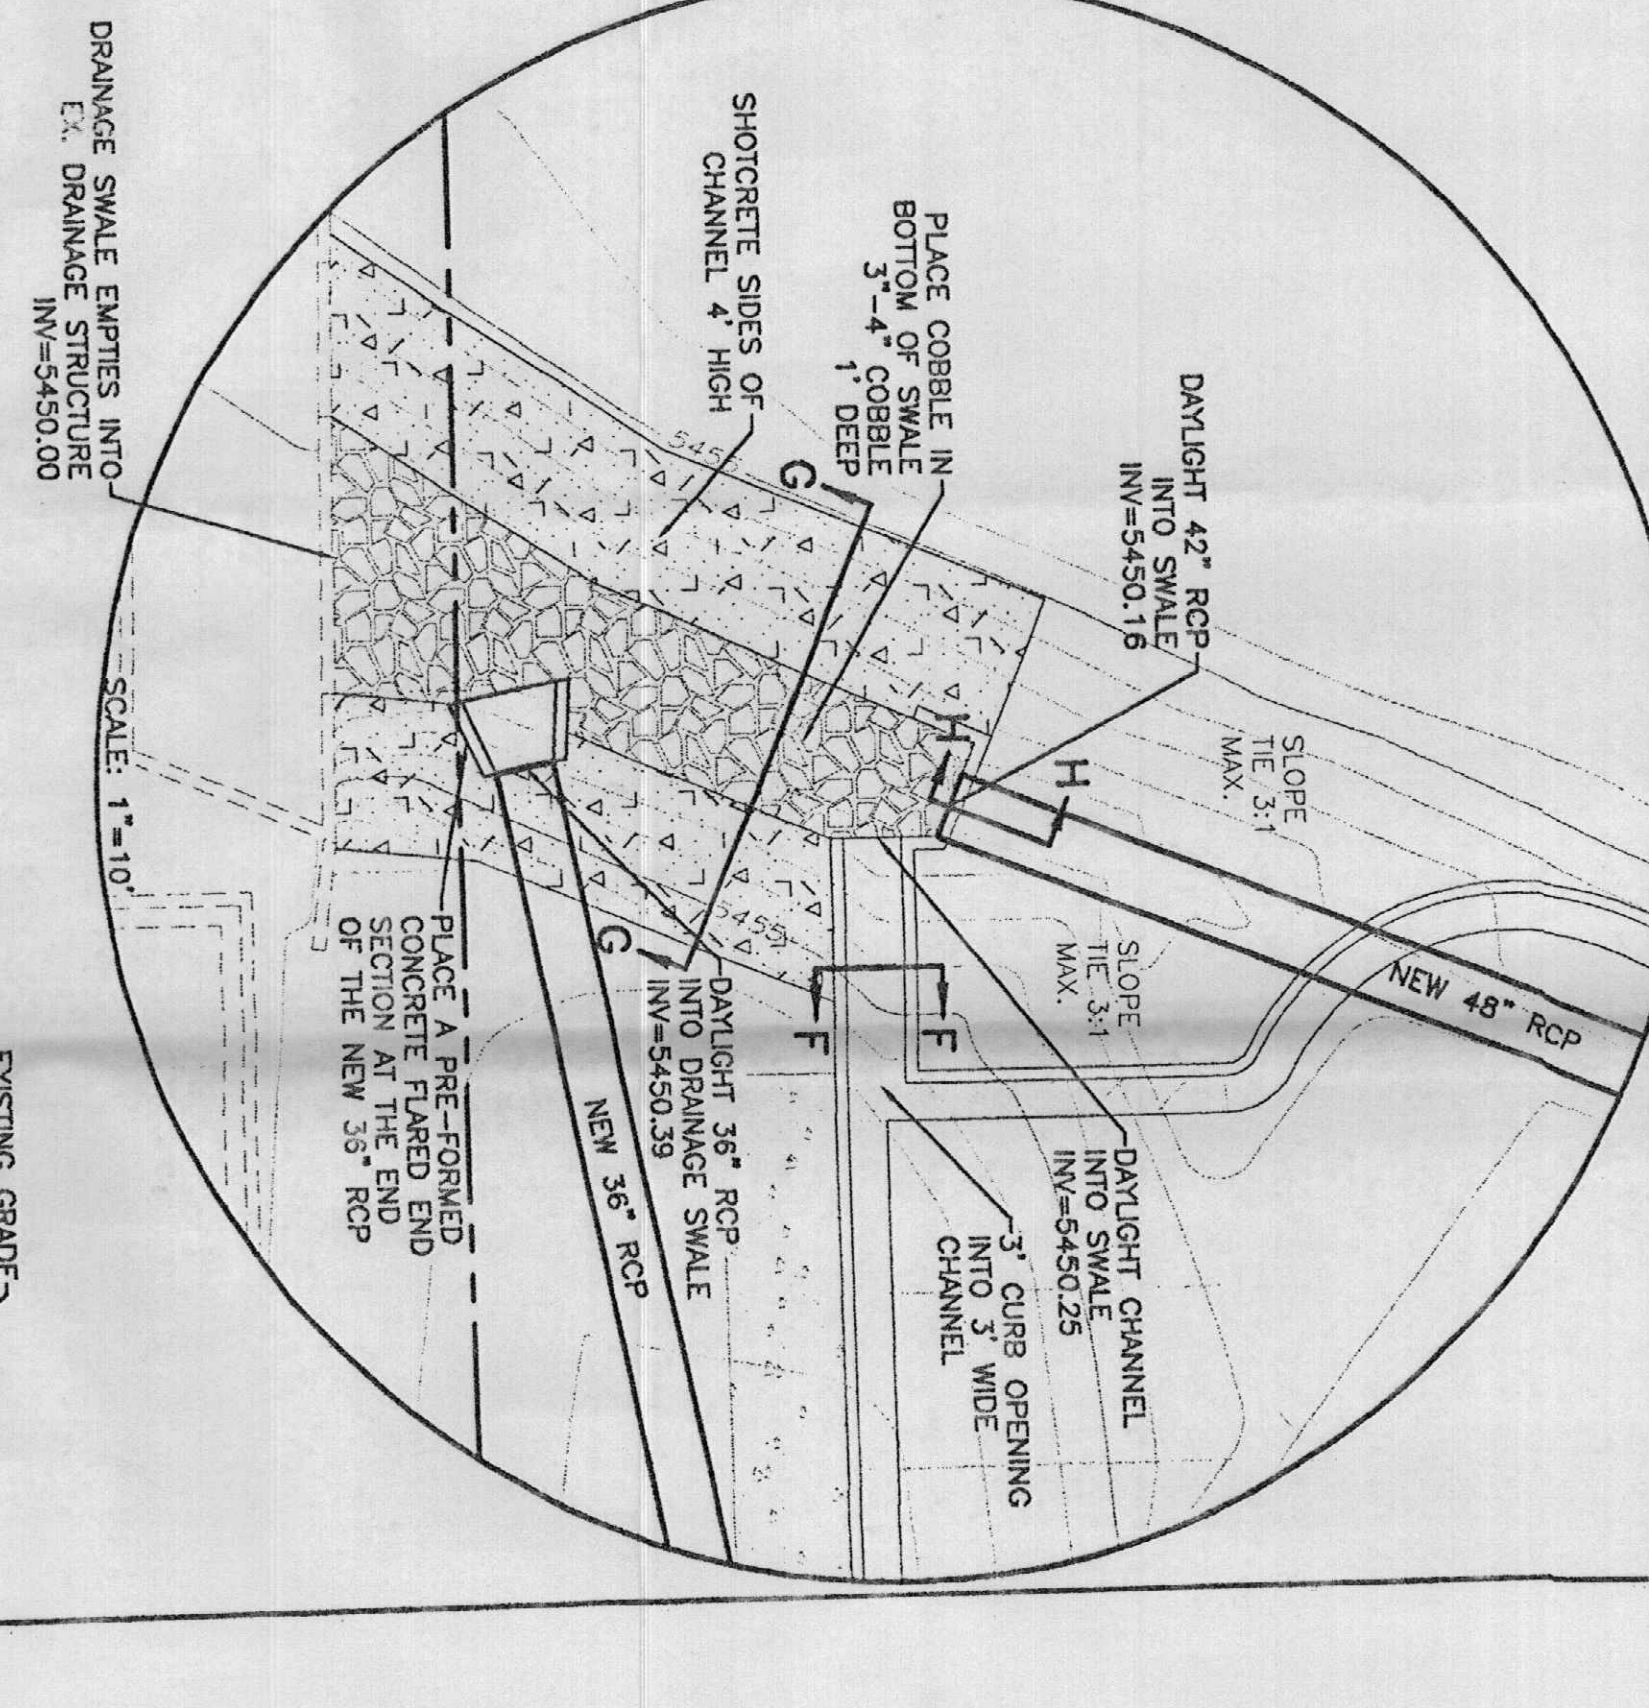 DAYLIGHT 42" RCP
INTO SWALE
INV=5450.16
SLOPE
TIE 3:1
MAX.
H
H
NEW 48" RCP
PLACE COBBLE IN
BOTTOM OF SWALE
3"-4" COBBLE
1' DEEP
SLOPE
TIE 3:1
MAX.
DAYLIGHT CHANNEL
INTO SWALE
INV=5450.25
3' CURB OPENING
INTO 3' WIDE
CHANNEL
F
F
SHOTCRETE SIDES OF
CHANNEL 4' HIGH
5455
G
5455
G
DAYLIGHT 36" RCP
INTO DRAINAGE SWALE
INV=5450.39
NEW 36" RCP
PLACE A PRE-FORMED
CONCRETE FLARED END
SECTION AT THE END
OF THE NEW 36" RCP
DRAINAGE SWALE EMPTIES INTO
EX. DRAINAGE STRUCTURE
INV=5450.00
SCALE: 1"=10'
EXISTING GRADE